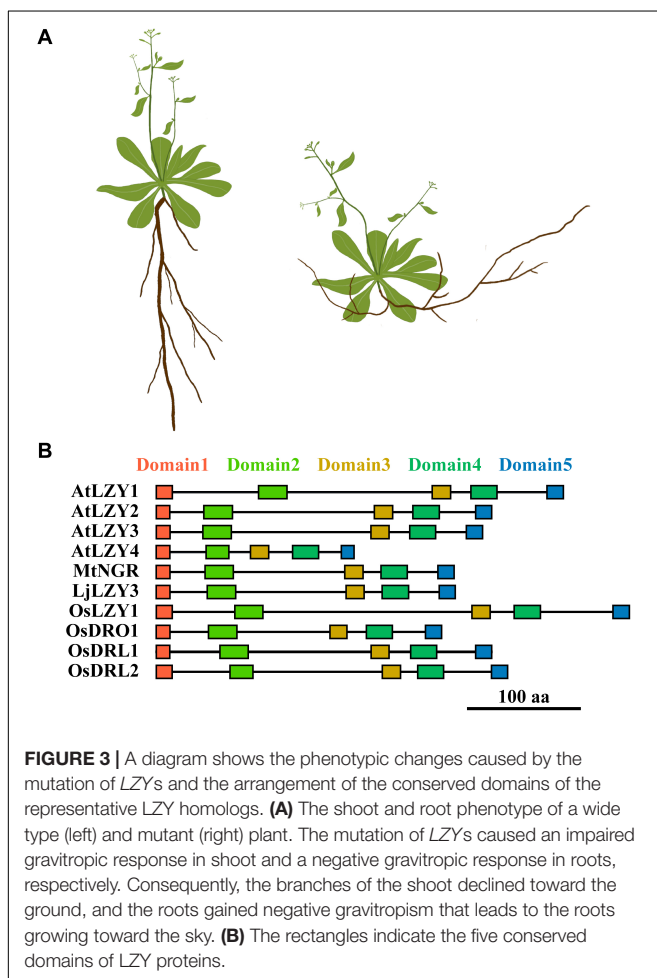 A
B
Domain1 Domain2 Domain3 Domain4 Domain5
AtLZY1
AtLZY2
AtLZY3
AtLZY4
MtNGR
LjLZY3
OsLZY1
OsDRO1
OsDRL1
OsDRL2
100 aa
FIGURE 3 | A diagram shows the phenotypic changes caused by the
mutation of LZYs and the arrangement of the conserved domains of the
representative LZY homologs. (A) The shoot and root phenotype of a wide
type (left) and mutant (right) plant. The mutation of LZYs caused an impaired
gravitropic response in shoot and a negative gravitropic response in roots,
respectively. Consequently, the branches of the shoot declined toward the
ground, and the roots gained negative gravitropism that leads to the roots
growing toward the sky. (B) The rectangles indicate the five conserved
domains of LZY proteins.